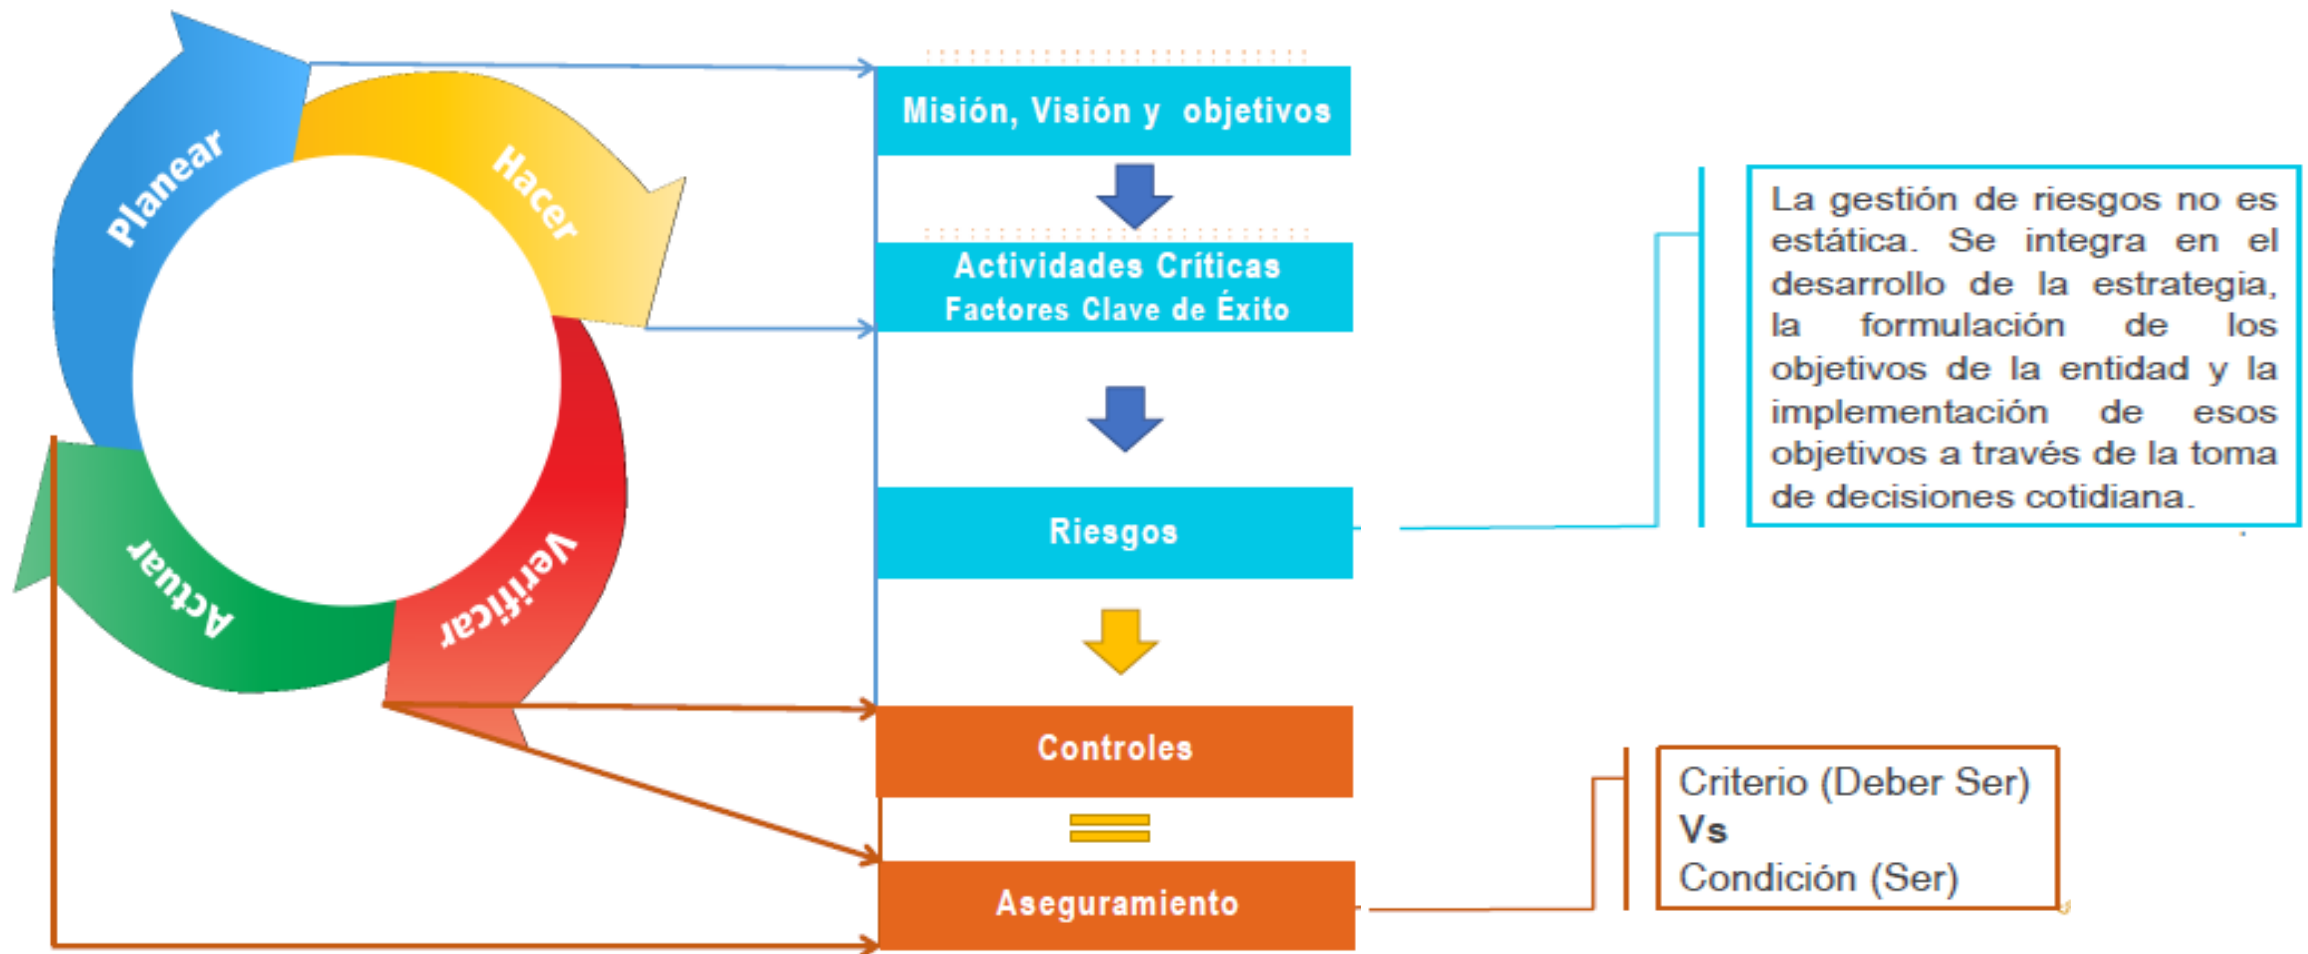 Planear
Hacer
Verificar
Actuar
Misión, Visión y objetivos
Actividades Críticas
Factores Clave de Éxito
Riesgos
Controles
Aseguramiento
La gestión de riesgos no es
estática. Se integra en el
desarrollo de la estrategia,
la formulación de los
objetivos de la entidad y la
implementación de esos
objetivos a través de la toma
de decisiones cotidiana.
Criterio (Deber Ser)
Vs
Condición (Ser)